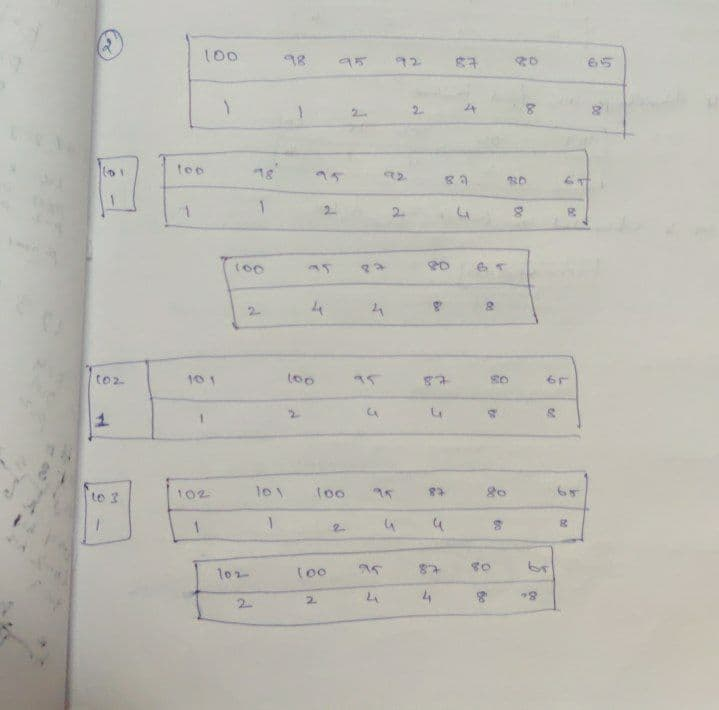 2
100 98 95 92 87 80 65
1 1 2 2 4 8 8
101 100 98 95 92 87 80 65
1 1 1 2 2 4 8 8
100 95 87 80 65
2 4 4 8 8
102 101 100 95 87 80 65
1 1 2 4 4 8 8
103 102 101 100 95 87 80 65
1 1 1 2 4 4 8 8
102 100 95 87 80 65
2 2 4 4 8 8